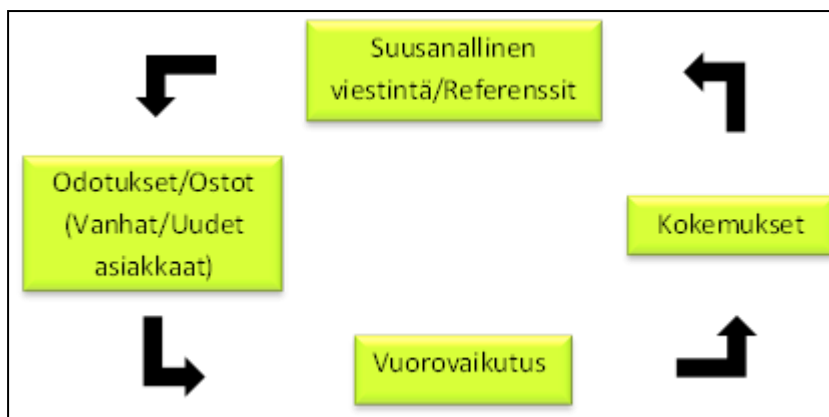 Suusanallinen
viestintä/Referenssit
Odotukset/Ostot
(Vanhat/Uudet
asiakkaat)
Kokemukset
Vuorovaikutus